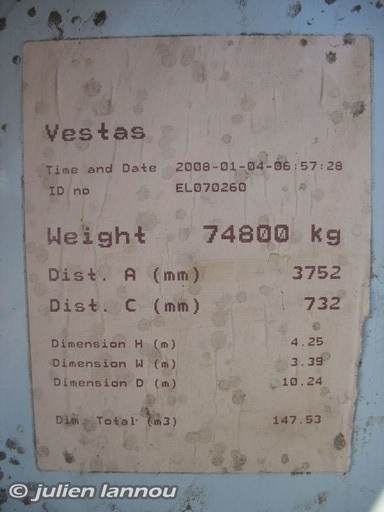 Vestas
Time and Date 2008-01-04-06:57:28
ID no EL070260
Weight 74800 kg
Dist. A (mm) 3752
Dist. C (mm) 732
Dimension H (m) 4.25
Dimension W (m) 3.39
Dimension D (m) 10.24
Dim. Total (m3) 147.53
© julien lannou